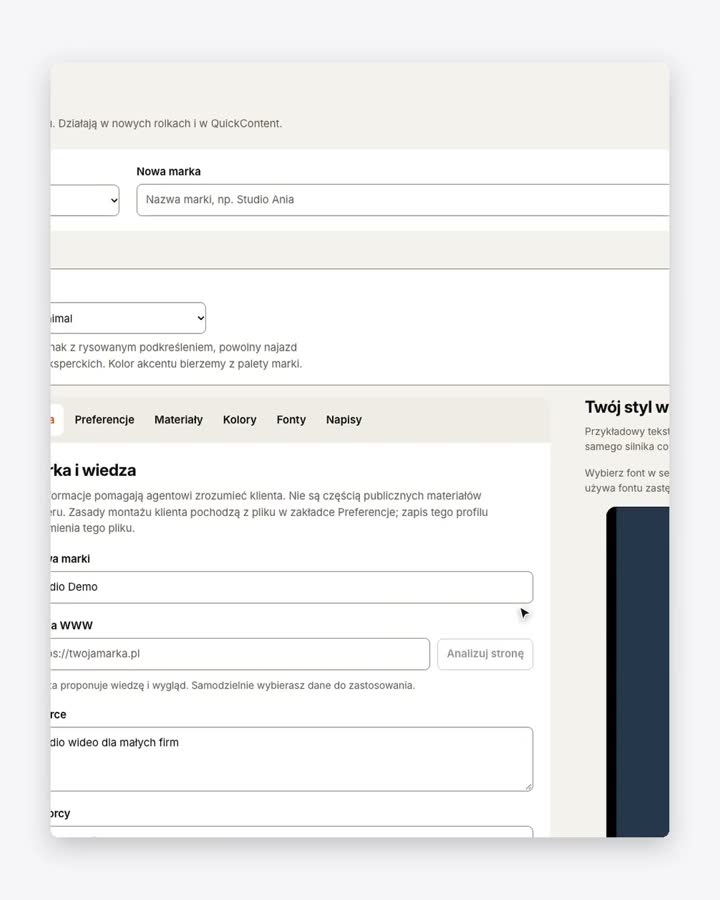 . Działają w nowych rolkach i w QuickContent.
Nowa marka
Nazwa marki, np. Studio Ania
imal
nak z rysowanym podkreśleniem, powolny najazd
ksperckich. Kolor akcentu bierzemy z palety marki.
a Preferencje Materiały Kolory Fonty Napisy
rka i wiedza
formacje pomagają agentowi zrozumieć klienta. Nie są częścią publicznych materiałów
eru. Zasady montażu klienta pochodzą z pliku w zakładce Preferencje; zapis tego profilu
mienia tego pliku.
wa marki
dio Demo
a WWW
ps://twojamarka.pl
Analizuj stronę
za proponuje wiedzę i wygląd. Samodzielnie wybierasz dane do zastosowania.
rce
dio wideo dla małych firm
orcy
Twój styl w
Przykładowy tekst
samego silnika co
Wybierz font w se
używa fontu zastę